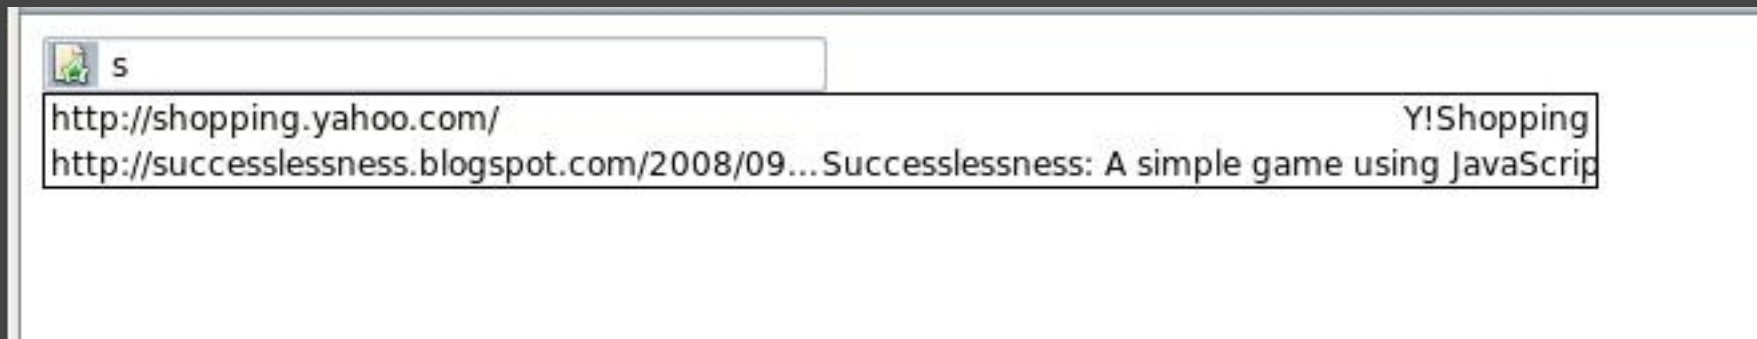 s
http://shopping.yahoo.com/ Y!Shopping
http://successlessness.blogspot.com/2008/09... Successlessness: A simple game using JavaScrip